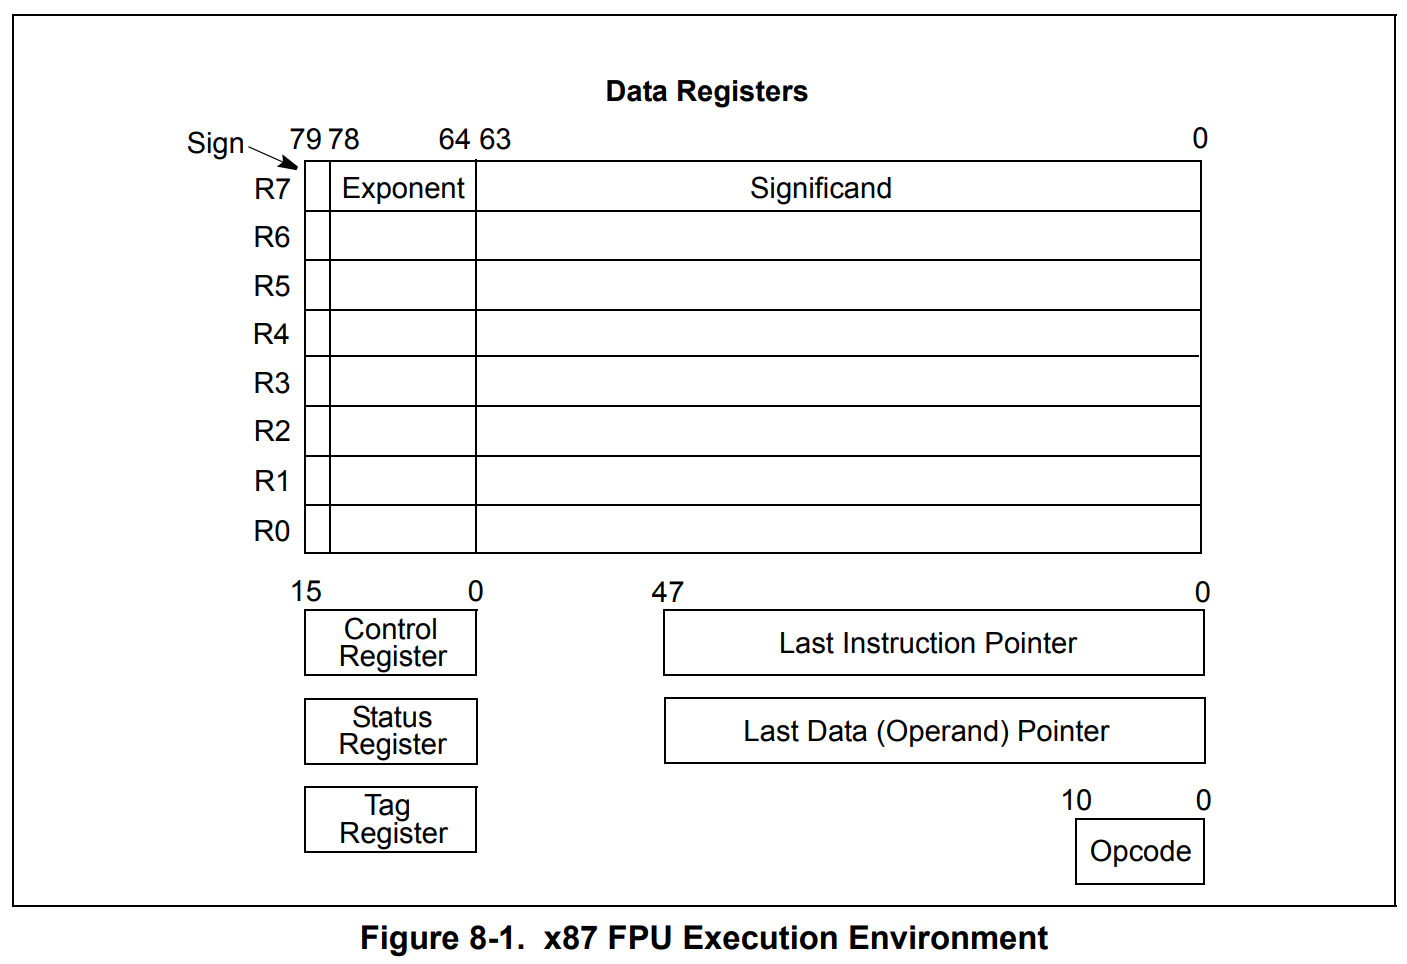 Data Registers
Sign
79 78 64 63 0
R7 Exponent Significand
R6
R5
R4
R3
R2
R1
R0
15 0 47 0
Control
Register
Last Instruction Pointer
Status
Register
Last Data (Operand) Pointer
Tag
Register
10 0
Opcode
Figure 8-1. x87 FPU Execution Environment